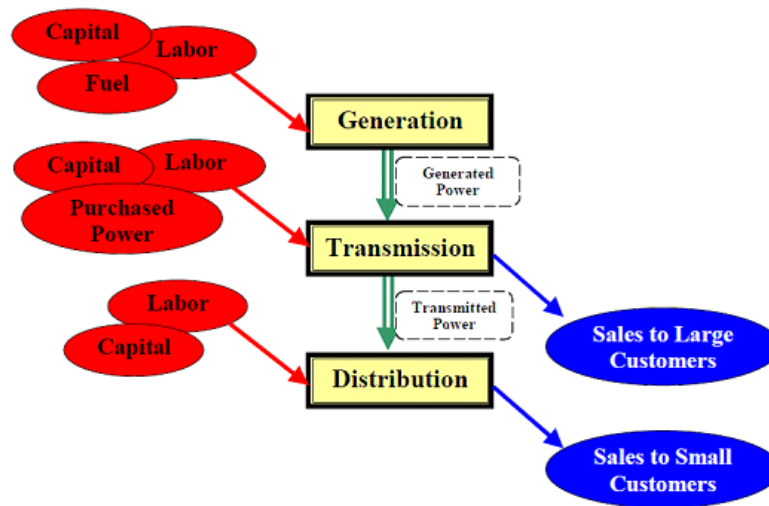 Capital
Labor
Fuel
Generation
Generated
Power
Capital
Labor
Purchased
Power
Transmission
Transmitted
Power
Sales to Large
Customers
Labor
Capital
Distribution
Sales to Small
Customers